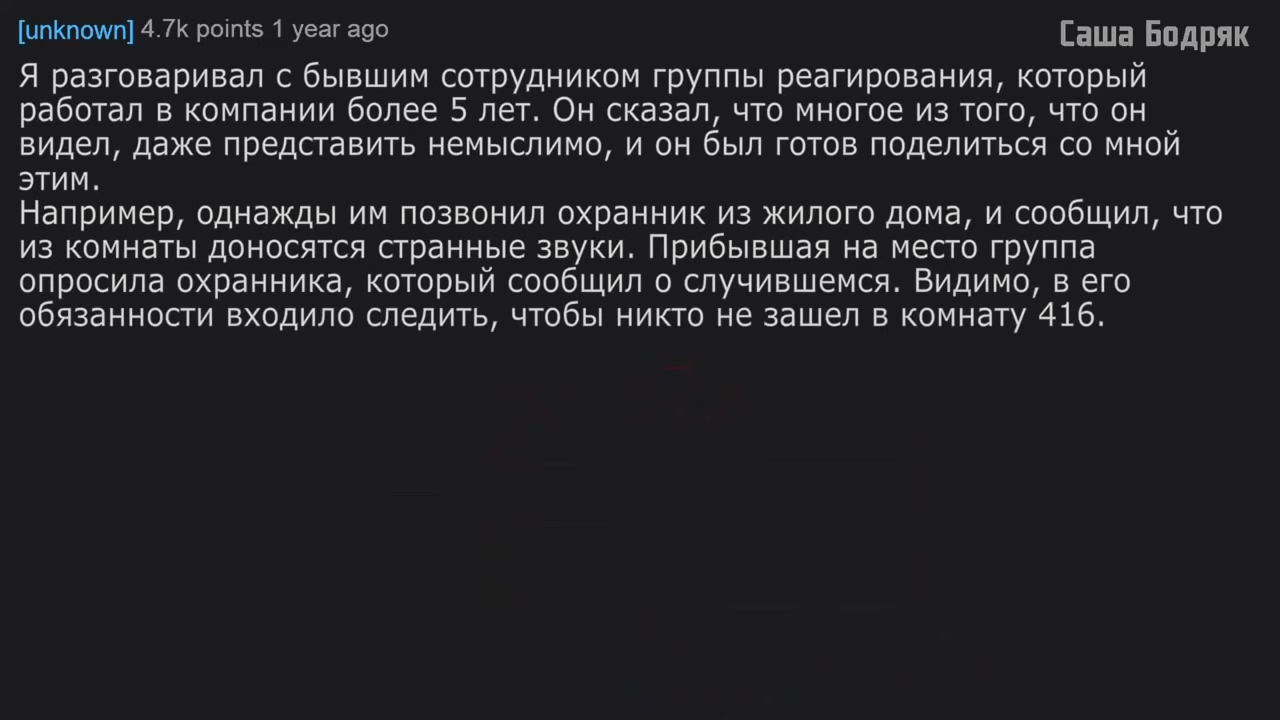 [unknown] 4.7k points 1 year ago
Саша Бодряк
Я разговаривал с бывшим сотрудником группы реагирования, который
работал в компании более 5 лет. Он сказал, что многое из того, что он
видел, даже представить немыслимо, и он был готов поделиться со мной
этим.
Например, однажды им позвонил охранник из жилого дома, и сообщил, что
из комнаты доносятся странные звуки. Прибывшая на место группа
опросила охранника, который сообщил о случившемся. Видимо, в его
обязанности входило следить, чтобы никто не зашел в комнату 416.